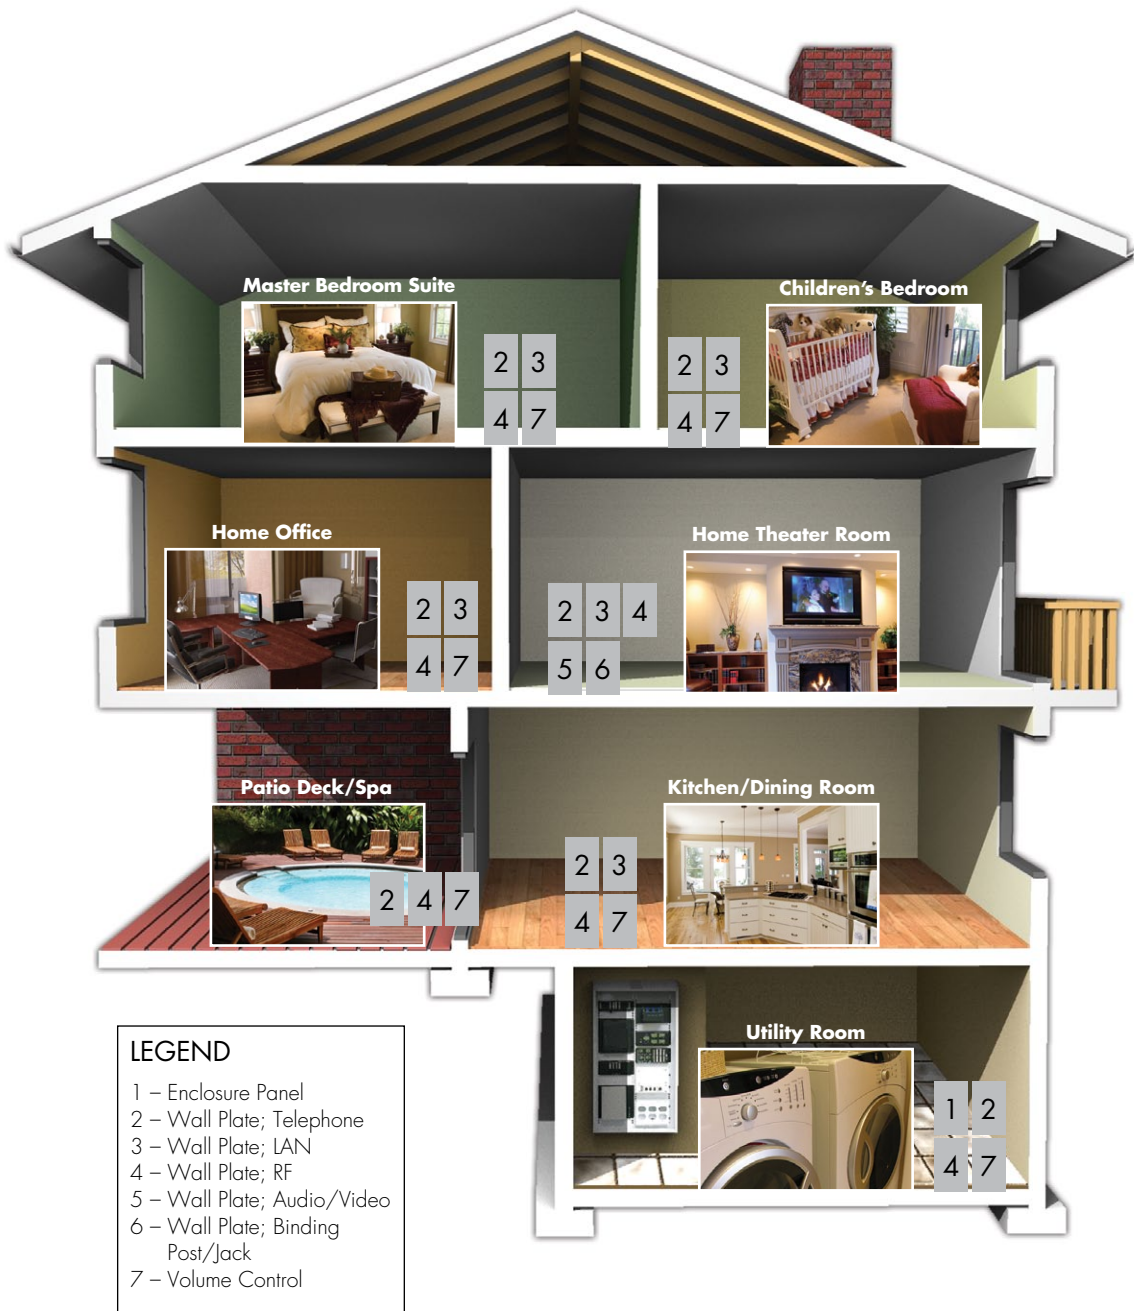 Master Bedroom Suite
Children's Bedroom
2 3
4 7
2 3
4 7
Home Office
Home Theater Room
2 3
4 7
2 3 4
5 6
Patio Deck/Spa
Kitchen/Dining Room
2 4 7
2 3
4 7
Utility Room
1 2
4 7
LEGEND
1 – Enclosure Panel
2 – Wall Plate; Telephone
3 – Wall Plate; LAN
4 – Wall Plate; RF
5 – Wall Plate; Audio/Video
6 – Wall Plate; Binding
Post/Jack
7 – Volume Control